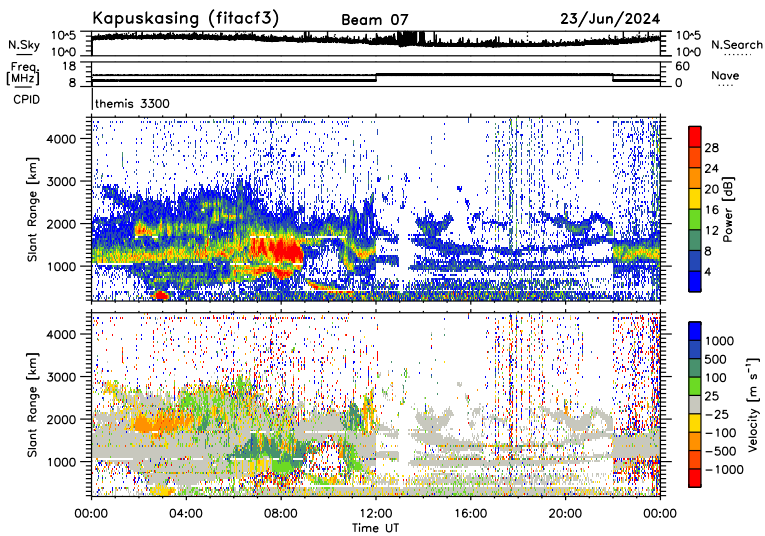 Kapuskasing (fitacf3) Beam 07 23/Jun/2024
N.Sky 10+5 10+0 10+5 10+0 N.Search
Freq. [MHz] 18 8 60 0 Nave
CPID themis 3300
Slant Range [km] 4000 3000 2000 1000
Power [dB] 28 24 20 16 12 8 4
Slant Range [km] 4000 3000 2000 1000
Velocity [m s-1] 1000 500 100 25 -25 -100 -500 -1000
00:00 04:00 08:00 12:00 16:00 20:00 00:00
Time UT